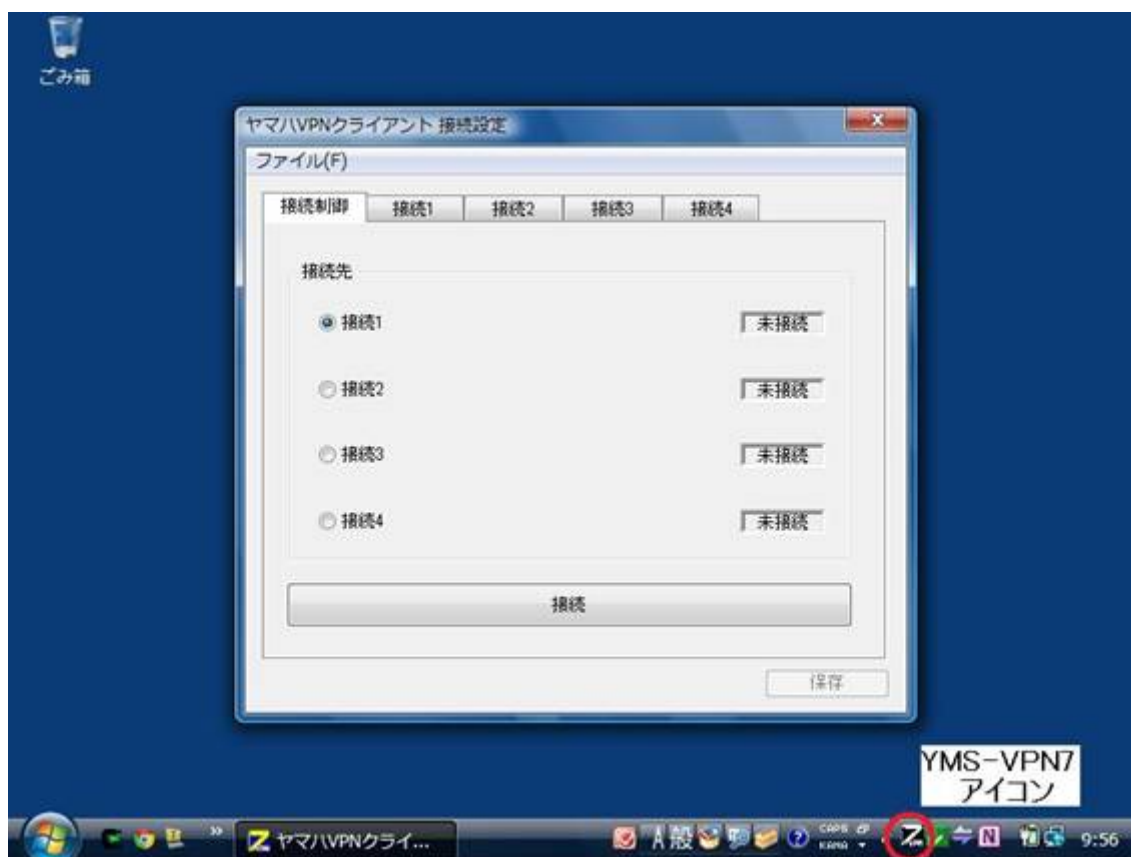 ごみ箱
ヤマハVPNクライアント 接続設定
ファイル(F)
接続制御 接続1 接続2 接続3 接続4
接続先
接続1 未接続
接続2 未接続
接続3 未接続
接続4 未接続
接続
保存
YMS-VPN7
アイコン
ヤマハVPNクライ...
A 般
CAPS
KANA
N
9:56